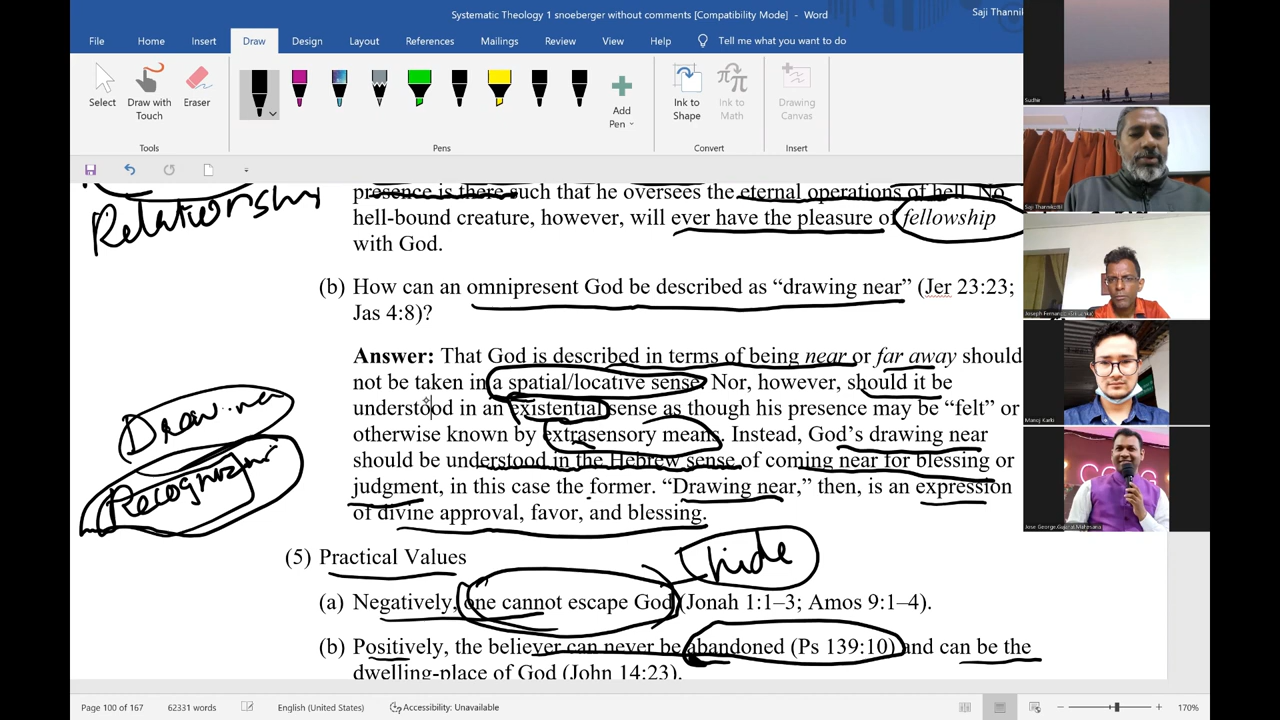 Systematic Theology 1 snoeberger without comments [Compatibility Mode] - Word
Saji Thannik
File Home Insert Draw Design Layout References Mailings Review View Help Tell me what you want to do
Select
Draw with Touch
Eraser
Add Pen
Ink to Shape
Ink to Math
Drawing Canvas
Tools
Pens
Convert
Insert
Relationship
presence is there such that he oversees the eternal operations of hell. No
hell-bound creature, however, will ever have the pleasure of fellowship
with God.
(b) How can an omnipresent God be described as “drawing near” (Jer 23:23;
Jas 4:8)?
Answer: That God is described in terms of being near or far away should
not be taken in a spatial/locative sense. Nor, however, should it be
understood in an existential sense as though his presence may be “felt” or
otherwise known by extrasensory means. Instead, God’s drawing near
should be understood in the Hebrew sense of coming near for blessing or
judgment, in this case the former. “Drawing near,” then, is an expression
of divine approval, favor, and blessing.
(5) Practical Values
hide
(a) Negatively, one cannot escape God (Jonah 1:1–3; Amos 9:1–4).
(b) Positively, the believer can never be abandoned (Ps 139:10) and can be the
dwelling-place of God (John 14:23).
Sudhir
Saji Thannikottil
Manoj Karki
Jose George,Gujarat Mahesana
Page 100 of 167
62331 words
English (United States)
Accessibility: Unavailable
170%